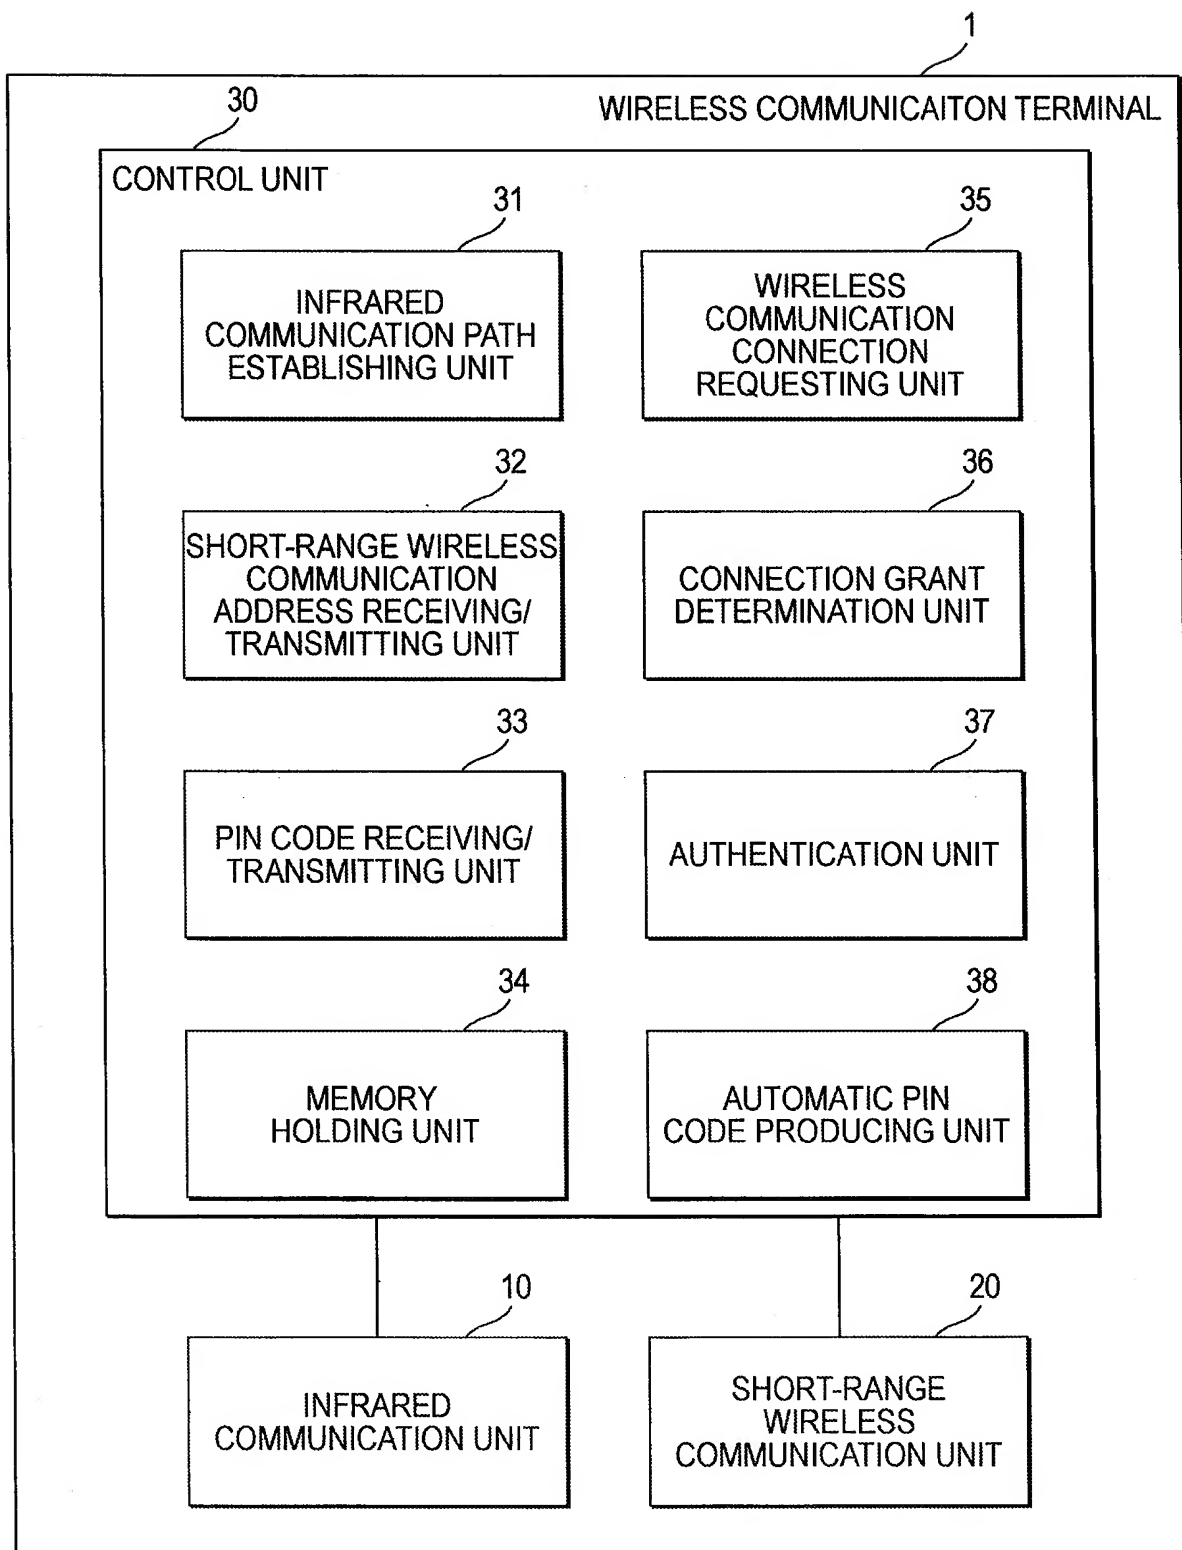 1
WIRELESS COMMUNICAITON TERMINAL
30
CONTROL UNIT
31
INFRARED
COMMUNICATION PATH
ESTABLISHING UNIT
35
WIRELESS
COMMUNICATION
CONNECTION
REQUESTING UNIT
32
SHORT-RANGE WIRELESS
COMMUNICATION
ADDRESS RECEIVING/
TRANSMITTING UNIT
36
CONNECTION GRANT
DETERMINATION UNIT
33
PIN CODE RECEIVING/
TRANSMITTING UNIT
37
AUTHENTICATION UNIT
34
MEMORY
HOLDING UNIT
38
AUTOMATIC PIN
CODE PRODUCING UNIT
10
INFRARED
COMMUNICATION UNIT
20
SHORT-RANGE
WIRELESS
COMMUNICATION UNIT